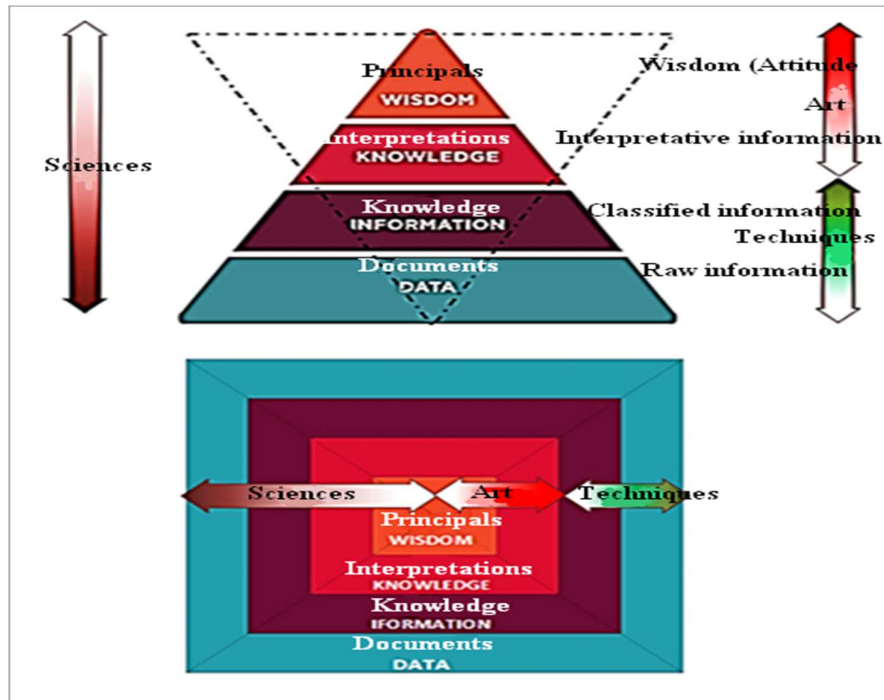 Principals
WISDOM
Wisdom (Attitude
Art
Interpretations
KNOWLEDGE
Interpretative information
Sciences
Knowledge
INFORMATION
Classified information
Techniques
Documents
DATA
Raw information
Sciences
Art
Techniques
Principals
WISDOM
Interpretations
KNOWLEDGE
Knowledge
IFORMATION
Documents
DATA